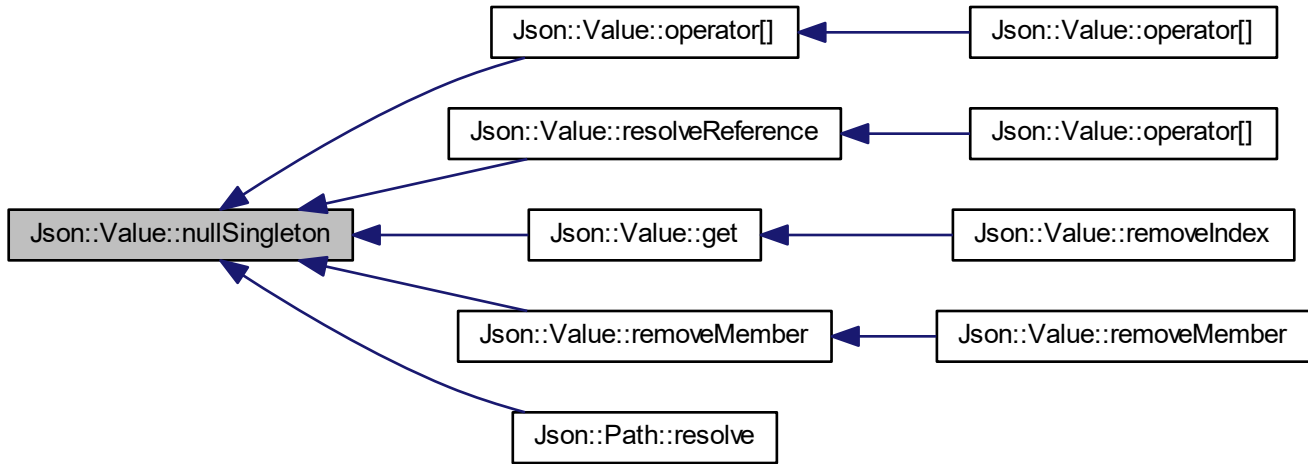 Json::Value::operator[]
Json::Value::operator[]
Json::Value::resolveReference
Json::Value::operator[]
Json::Value::nullSingleton
Json::Value::get
Json::Value::removeIndex
Json::Value::removeMember
Json::Value::removeMember
Json::Path::resolve